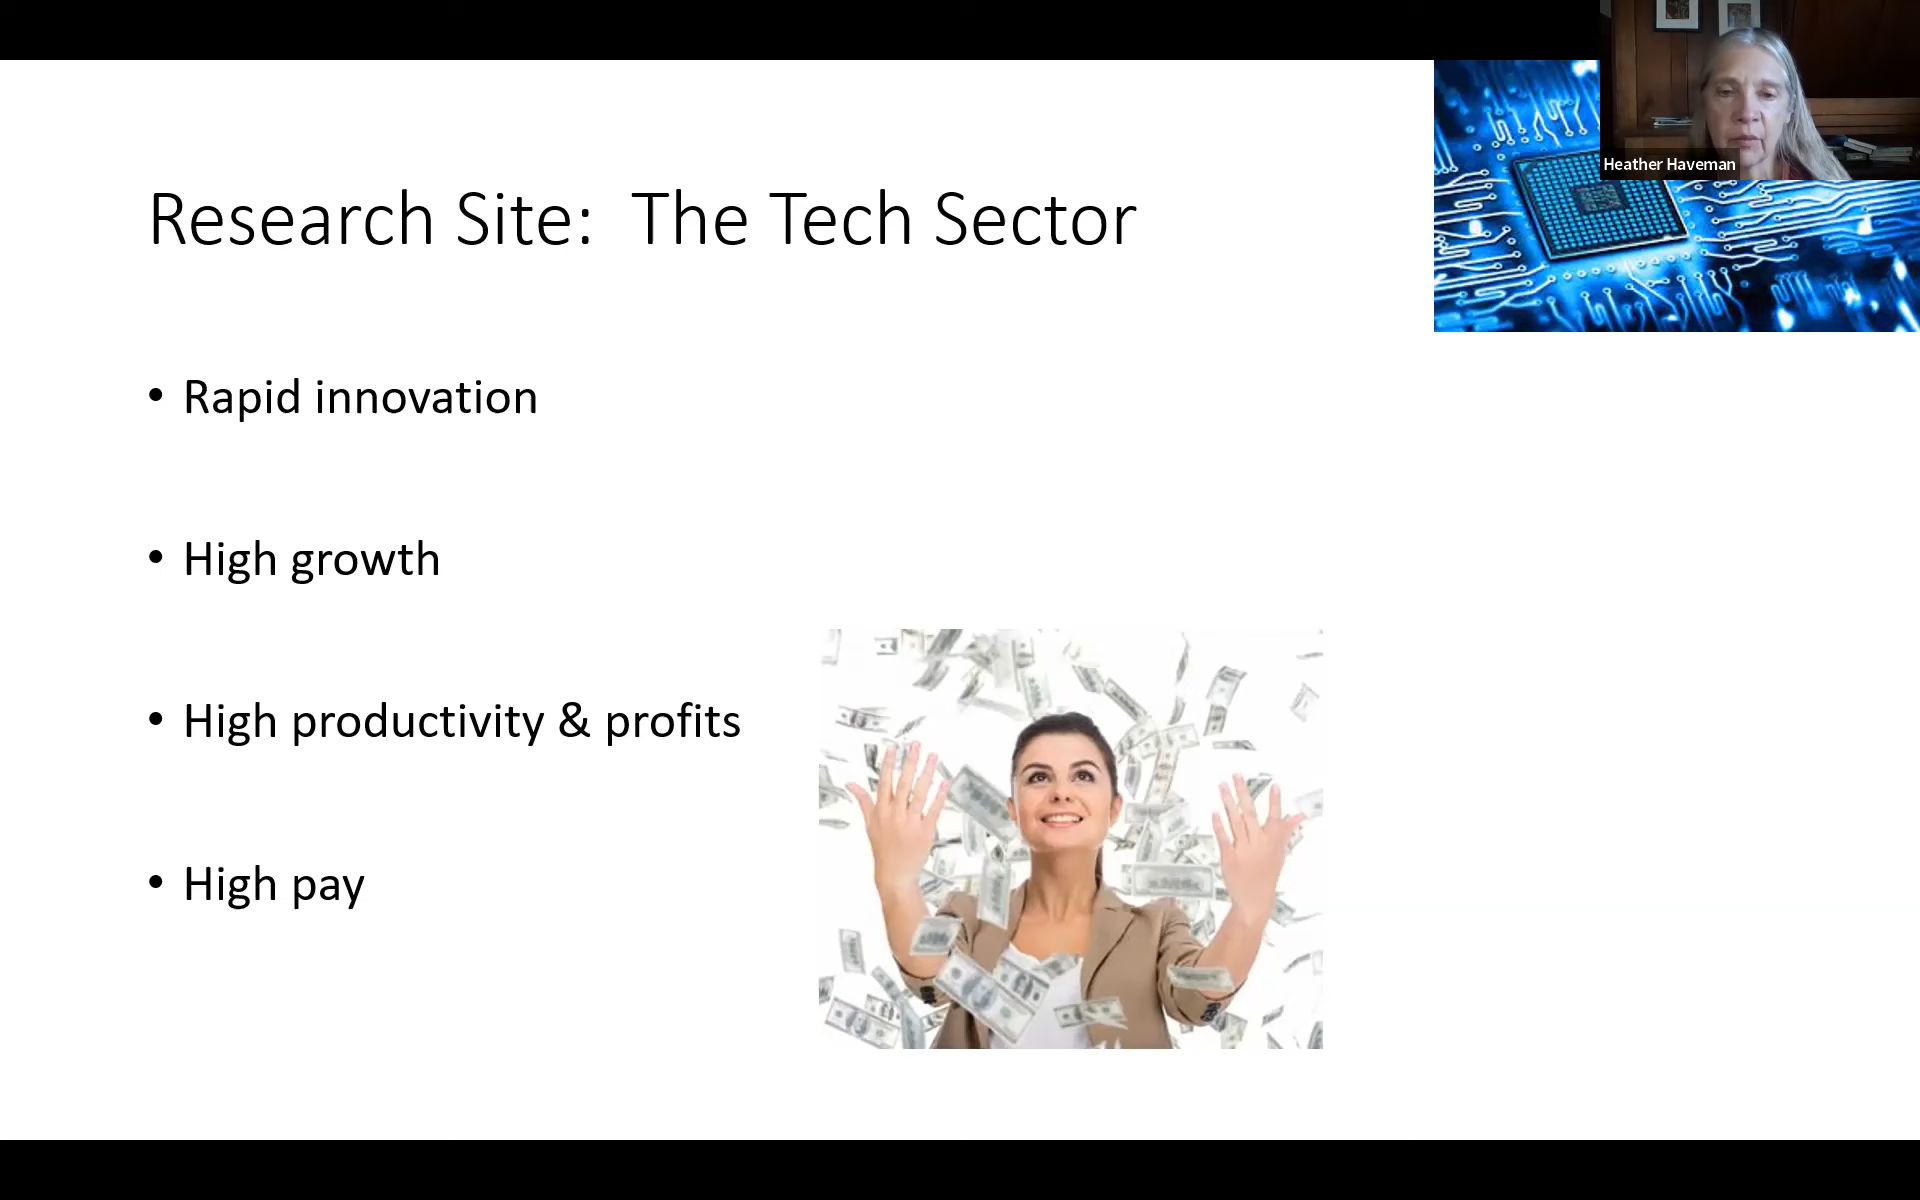 Heather Haveman
Research Site:  The Tech Sector
• Rapid innovation
• High growth
• High productivity & profits
• High pay